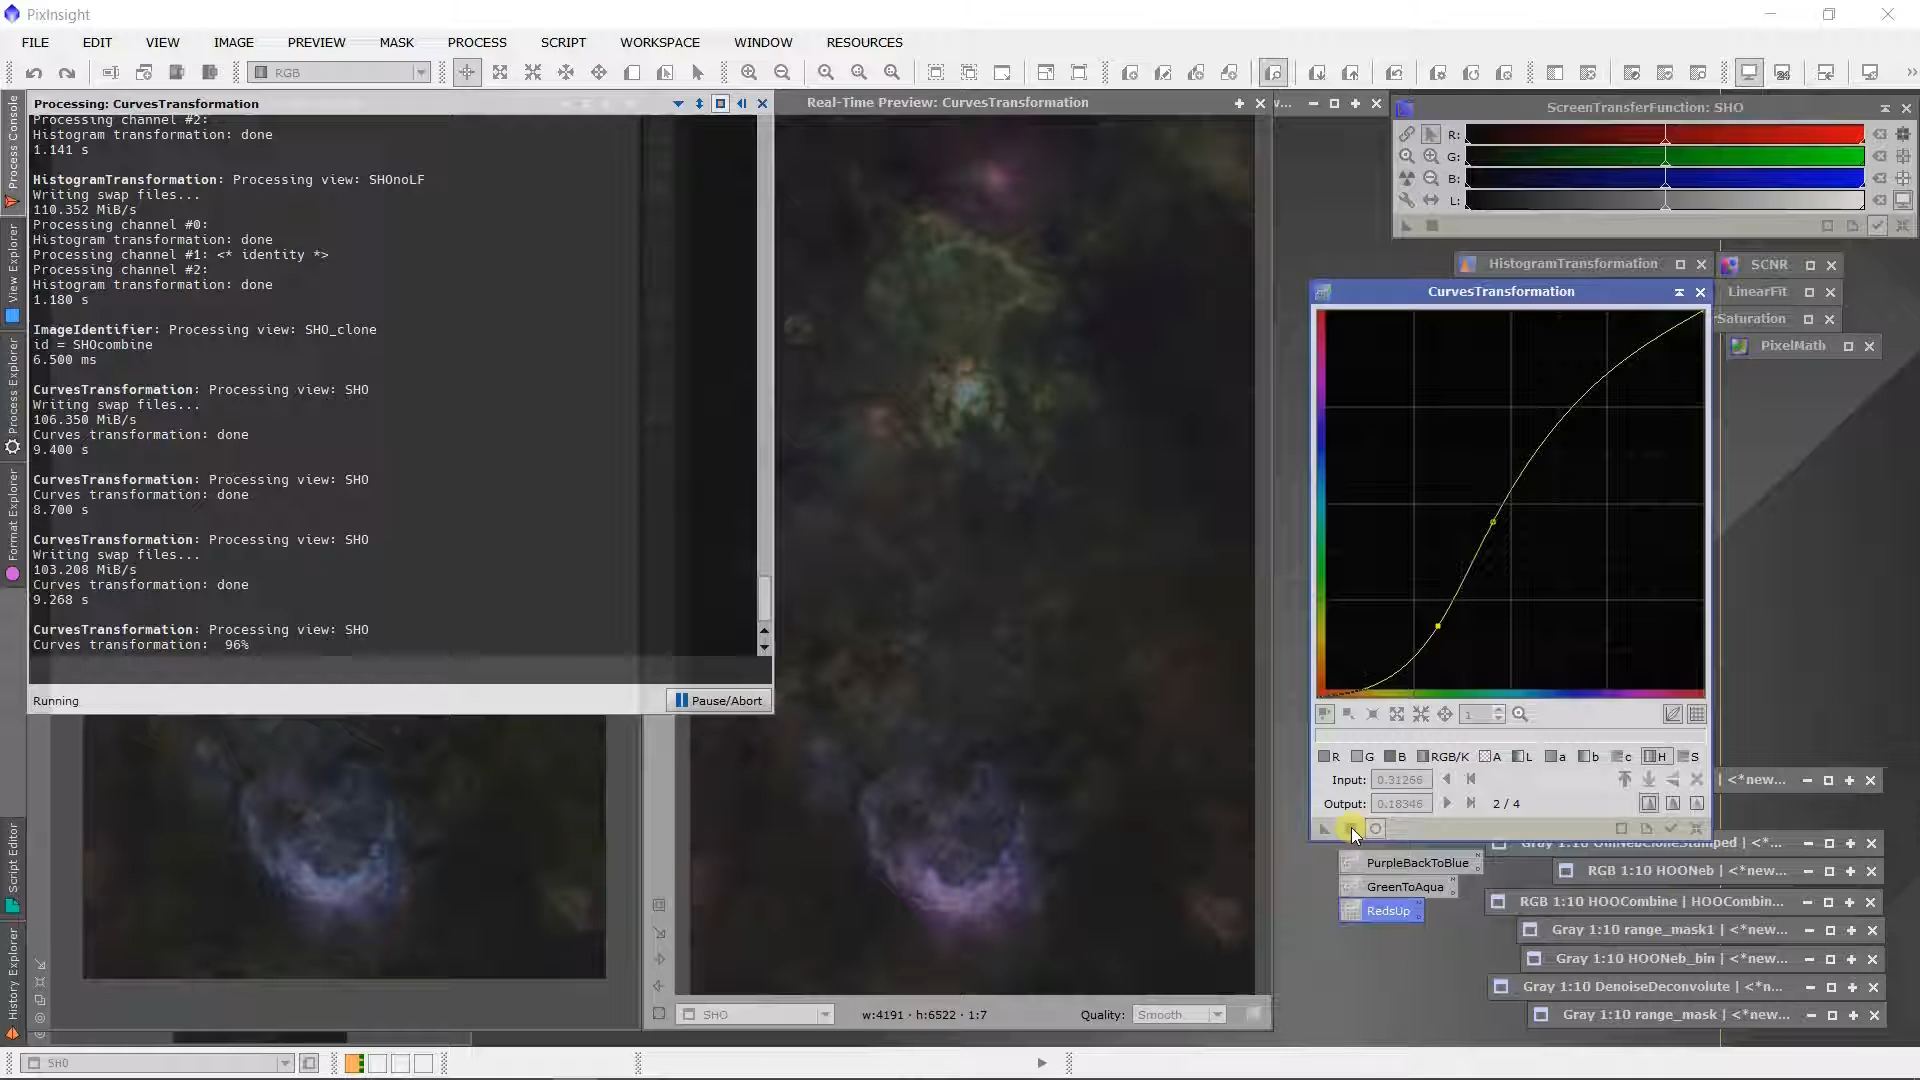 PixInsight
FILE EDIT VIEW IMAGE PREVIEW MASK PROCESS SCRIPT WORKSPACE WINDOW RESOURCES
RGB
Process Console
View Explorer
Process Explorer
Format Explorer
Script Editor
History Explorer
Processing: CurvesTransformation
Processing channel #2:
Histogram transformation: done
1.141 s
HistogramTransformation: Processing view: SHOnoLF
Writing swap files...
110.352 MiB/s
Processing channel #0:
Histogram transformation: done
Processing channel #1: <* identity *>
Processing channel #2:
Histogram transformation: done
1.180 s
ImageIdentifier: Processing view: SHO_clone
id = SHOcombine
6.500 ms
CurvesTransformation: Processing view: SHO
Writing swap files...
106.350 MiB/s
Curves transformation: done
9.400 s
CurvesTransformation: Processing view: SHO
Curves transformation: done
8.700 s
CurvesTransformation: Processing view: SHO
Writing swap files...
103.208 MiB/s
Curves transformation: done
9.268 s
CurvesTransformation: Processing view: SHO
Curves transformation: 96%
Running
Pause/Abort
Real-Time Preview: CurvesTransformation
SHO
w:4191 · h:6522 · 1:7
Quality: Smooth
ScreenTransferFunction: SHO
R:
G:
B:
L:
HistogramTransformation
SCNR
LinearFit
Saturation
PixelMath
CurvesTransformation
1
R G B RGB/K A L a b c H S
Input: 0.31266
Output: 0.18346
2 / 4
PurpleBackToBlue
GreenToAqua
RedsUp
| <*new...
RGB 1:10 HOONeb | <*new...
RGB 1:10 HOOCombine | HOOCombin...
Gray 1:10 range_mask1 | <*new...
Gray 1:10 HOONeb_bin | <*new...
Gray 1:10 DenoiseDeconvolute | <*n...
Gray 1:10 range_mask | <*new...
SHO